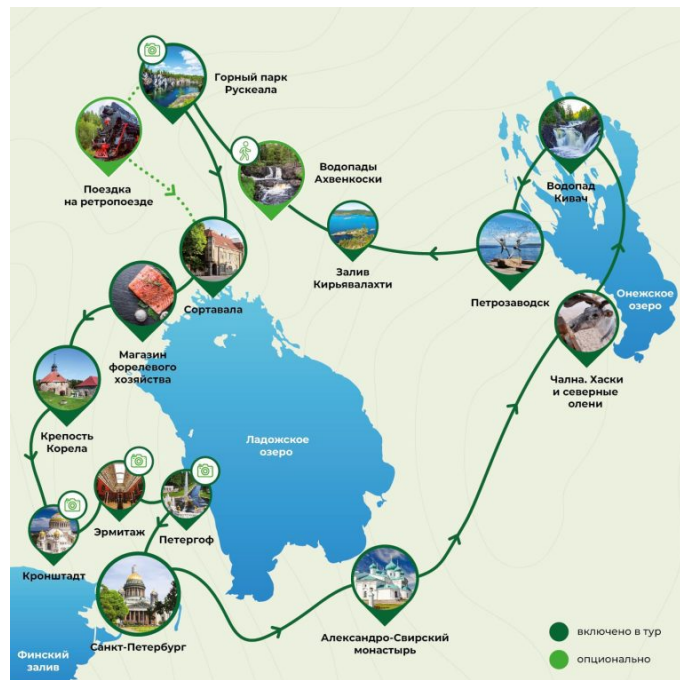 Горный парк
Рускеала
Поездка
на ретропоезде
Водопады
Ахвенкоски
Водопад
Кивач
Залив
Кирьявалахти
Петрозаводск
Онежское
озеро
Сортавала
Магазин
форелевого
хозяйства
Чална. Хаски
и северные
олени
Крепость
Корела
Ладожское
озеро
Эрмитаж
Петергоф
Кронштадт
Санкт-Петербург
Александро-Свирский
монастырь
Финский
залив
включено в тур
опционально